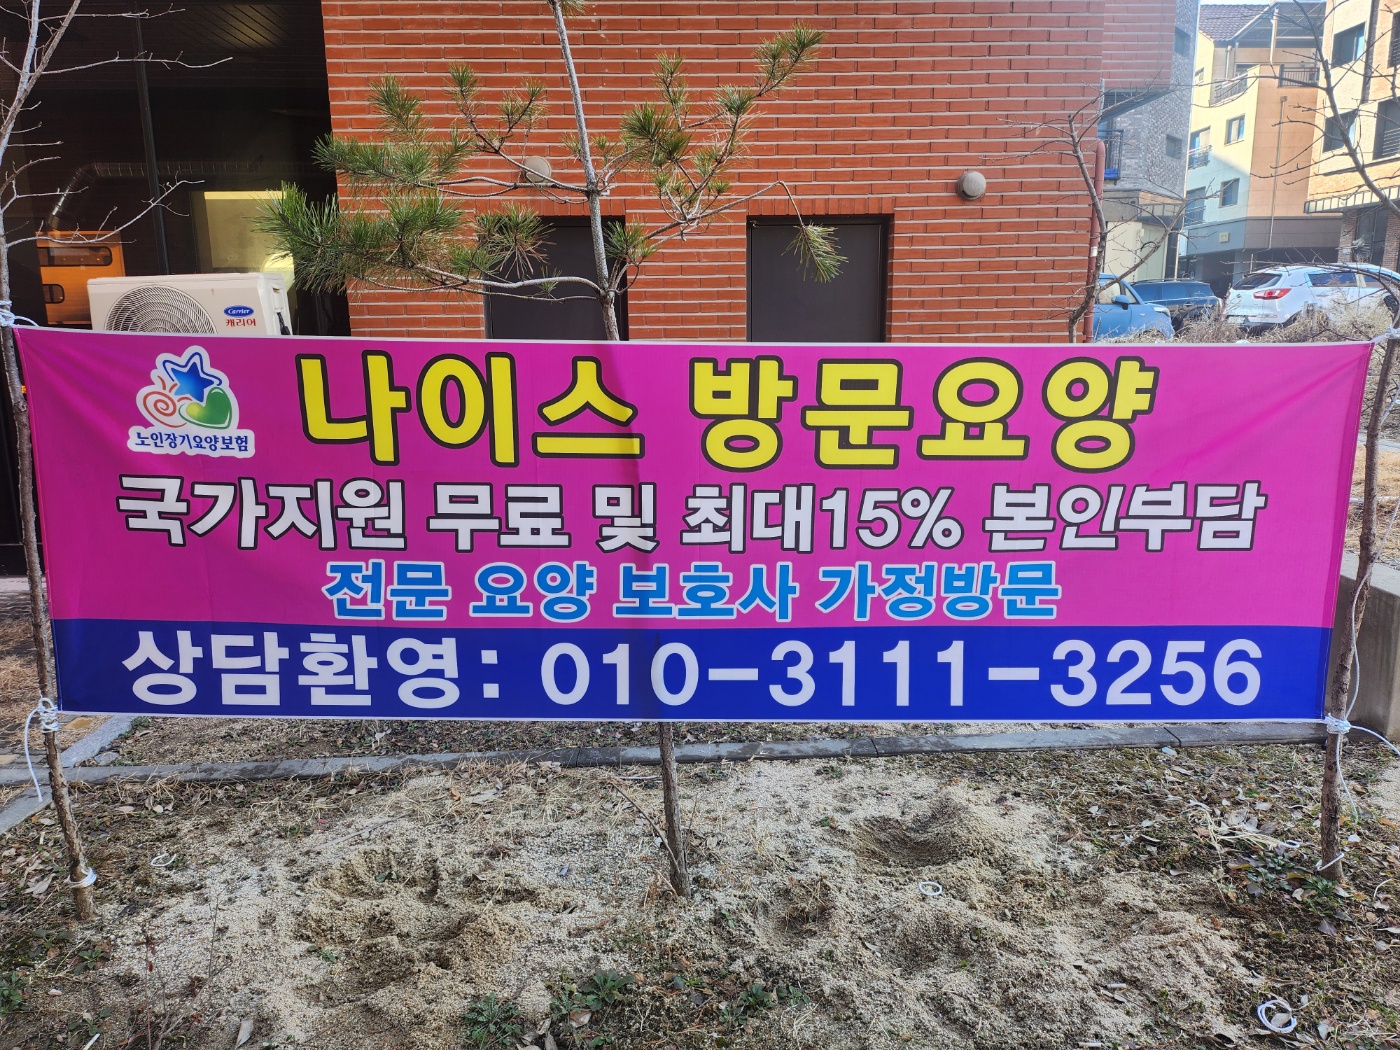 Carrier
캐리어
노인장기요양보험
나이스 방문요양
국가지원 무료 및 최대15% 본인부담
전문 요양 보호사 가정방문
상담환영: 010-3111-3256